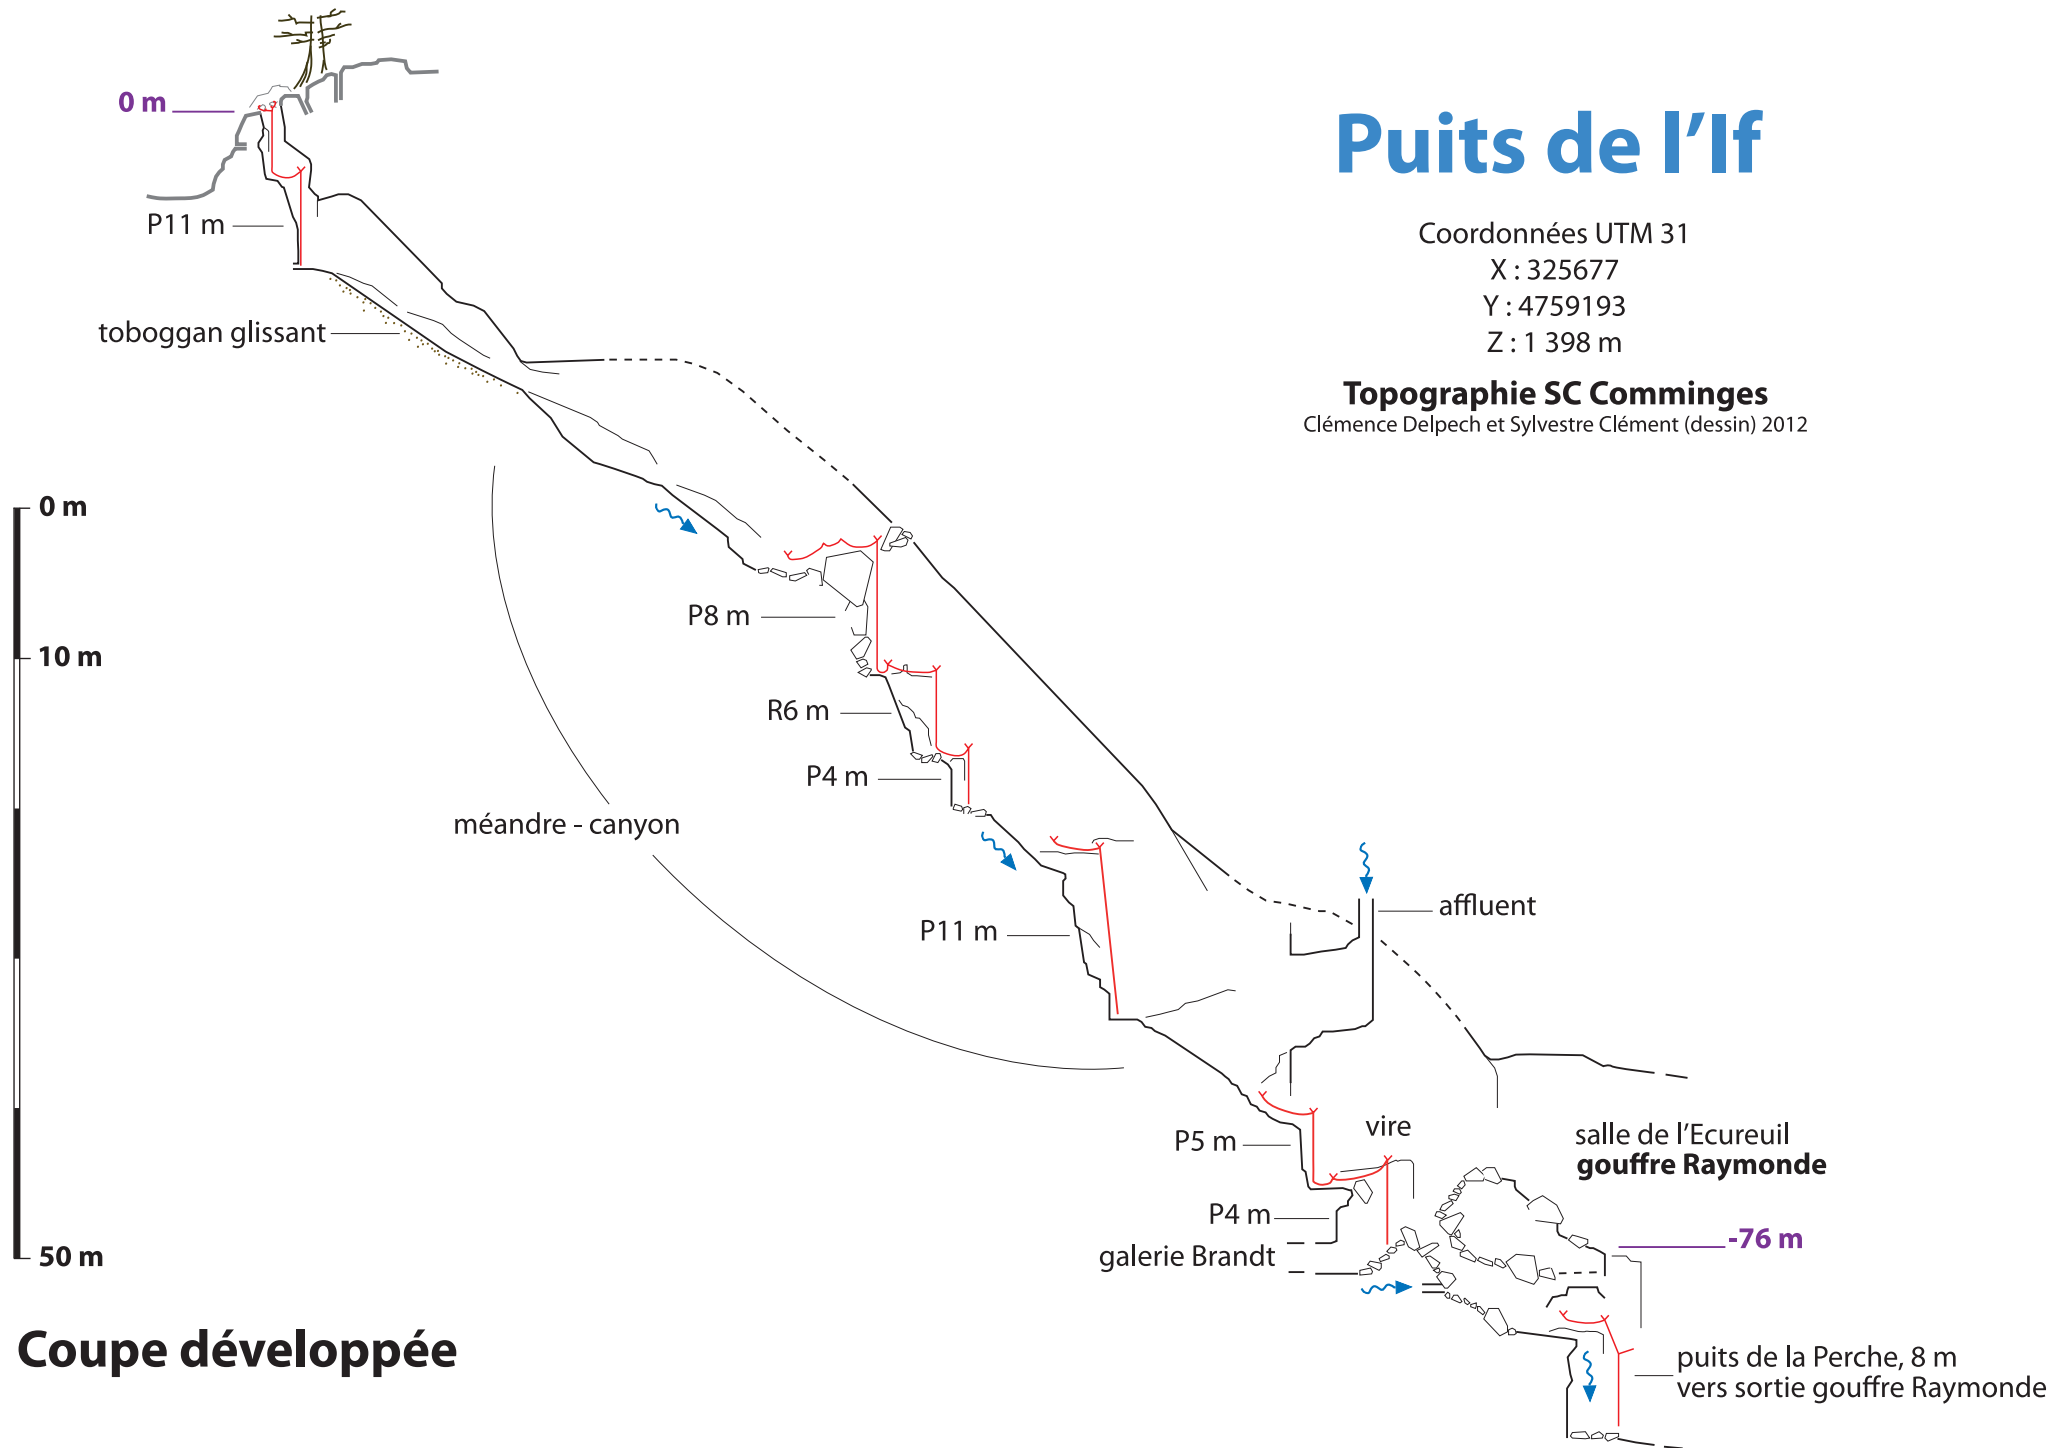 0 m
Puits de l'If
P11 m
Coordonnées UTM 31
X : 325677
Y : 4759193
Z : 1 398 m
toboggan glissant
Topographie SC Comminges
Clémence Delpech et Sylvestre Clément (dessin) 2012
0 m
P8 m
10 m
R6 m
P4 m
méandre - canyon
affluent
P11 m
vire
P5 m
salle de l'Ecureuil
gouffre Raymonde
P4 m
-76 m
galerie Brandt
50 m
Coupe développée
puits de la Perche, 8 m
vers sortie gouffre Raymonde